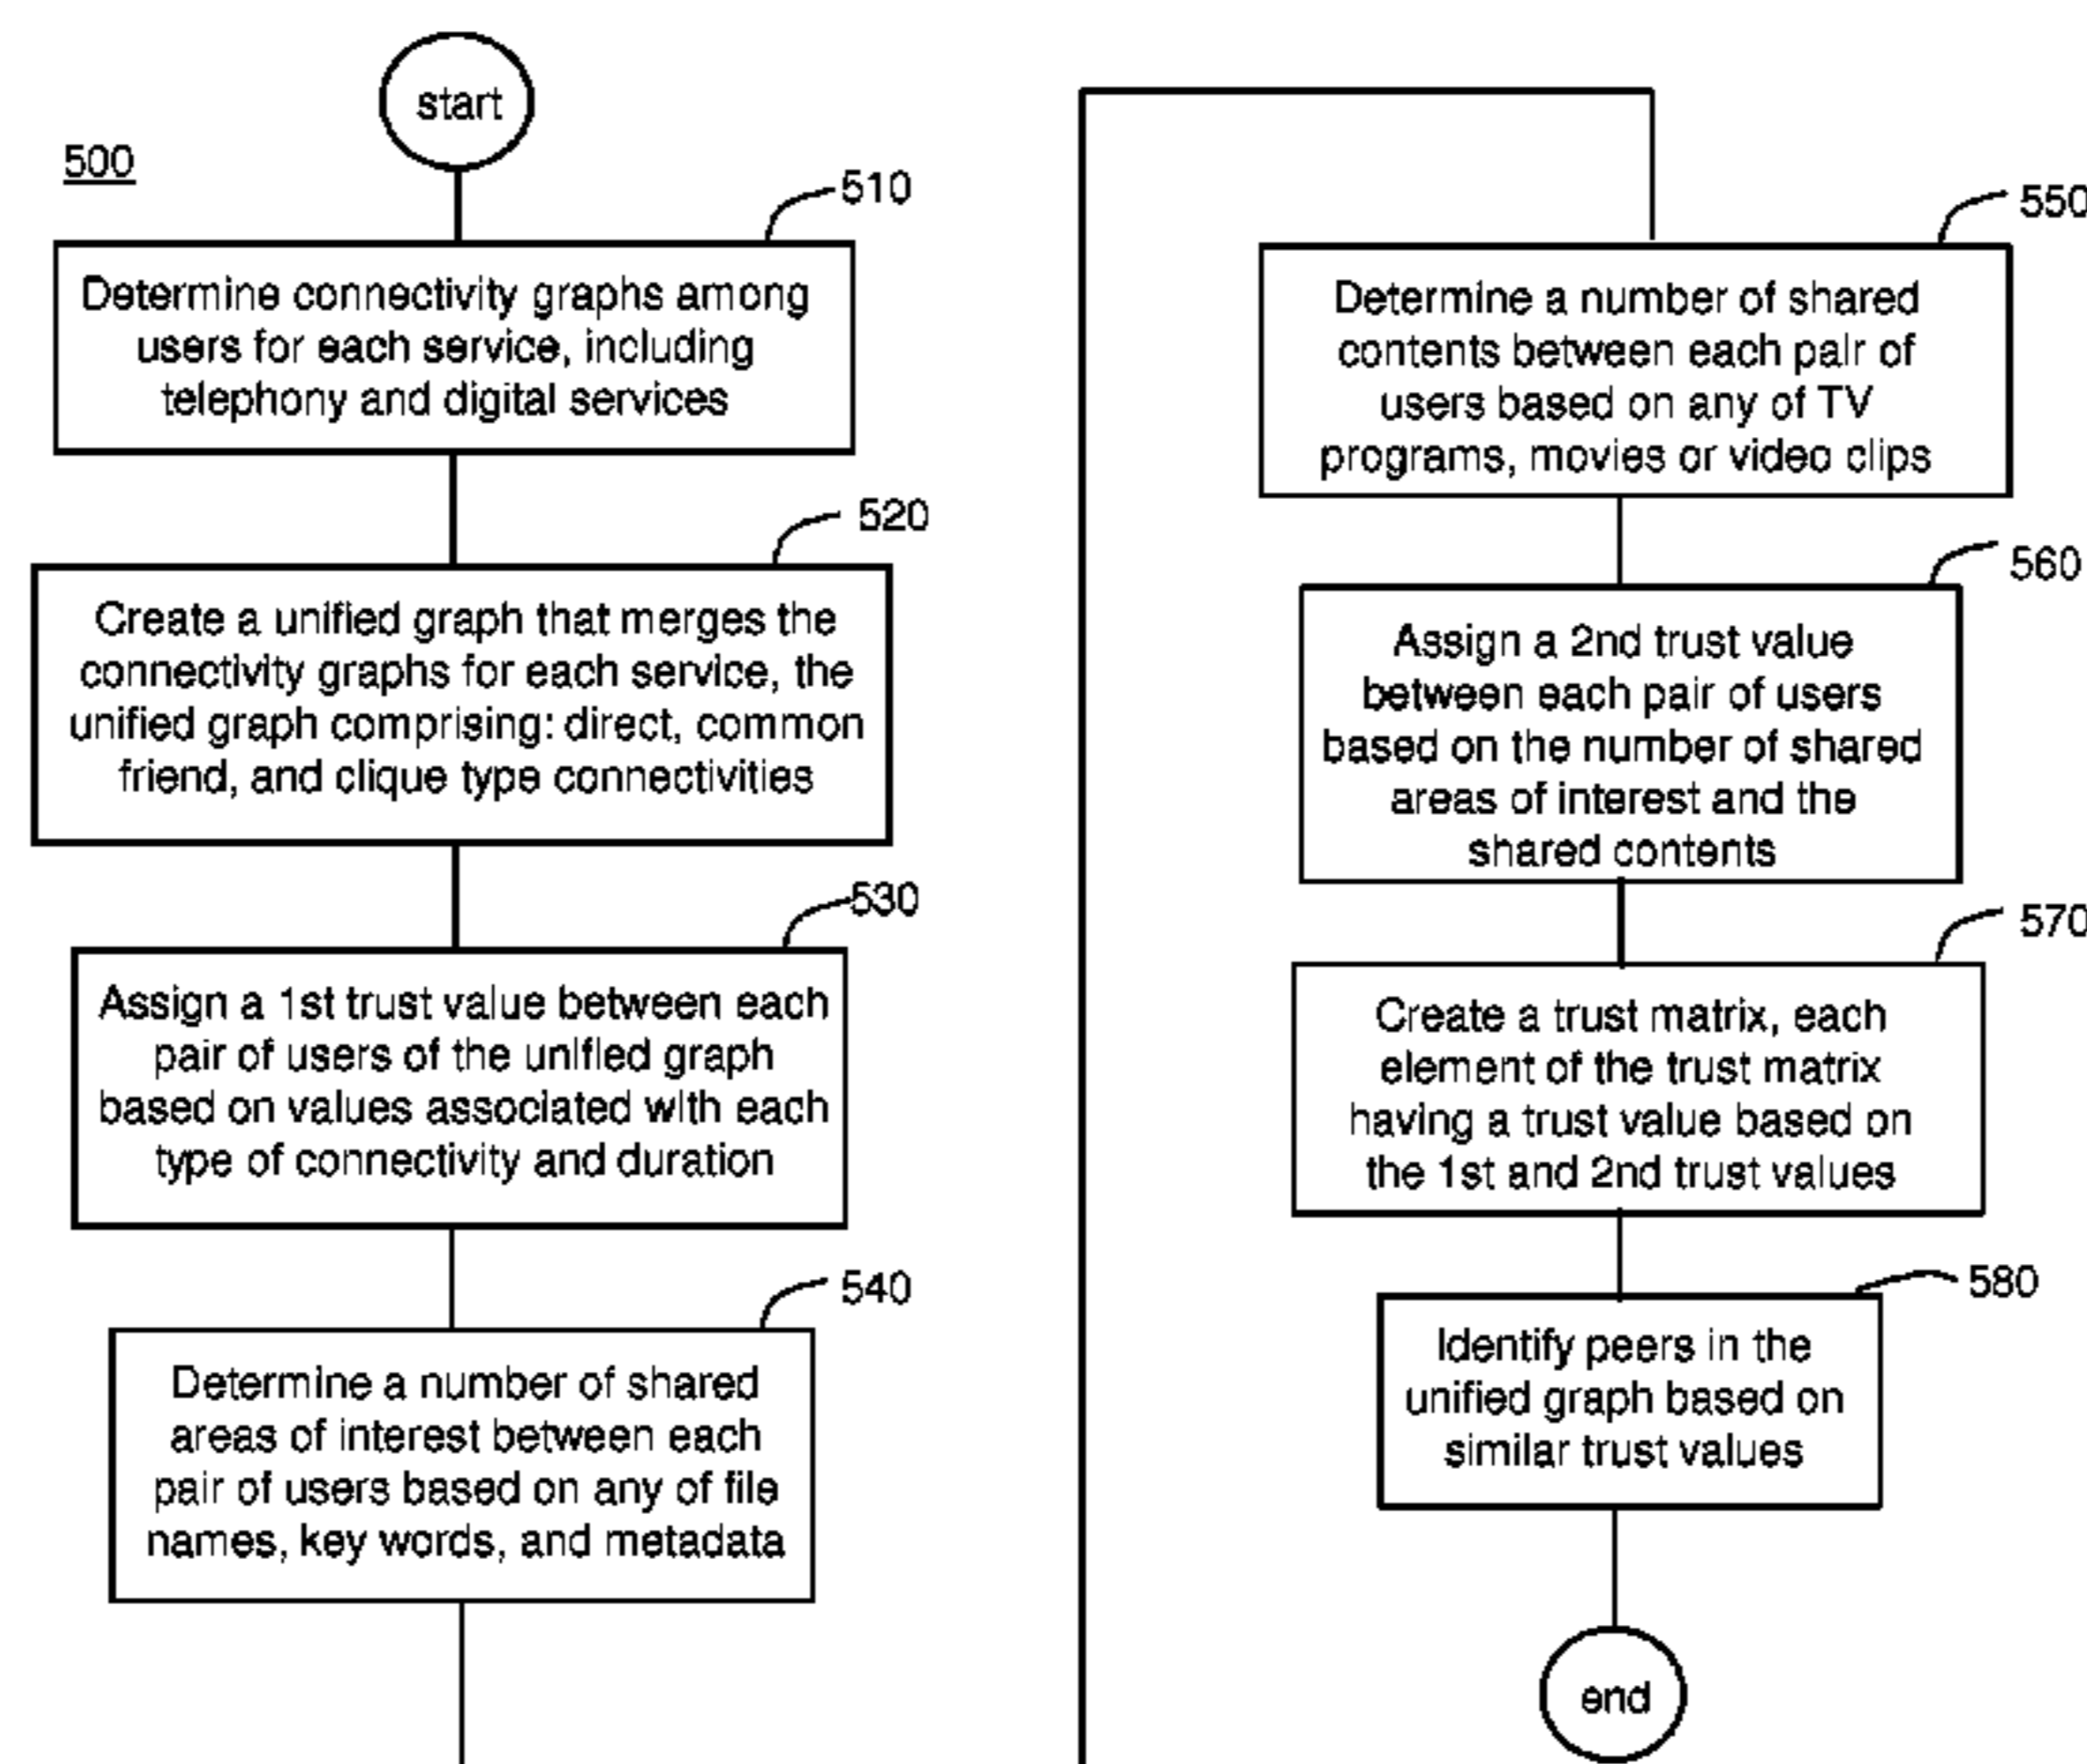 start
500
510
Determine connectivity graphs among
users for each service, including
telephony and digital services
520
Create a unified graph that merges the
connectivity graphs for each service, the
unified graph comprising: direct, common
friend, and clique type connectivities
530
Assign a 1st trust value between each
pair of users of the unified graph
based on values associated with each
type of connectivity and duration
540
Determine a number of shared
areas of interest between each
pair of users based on any of file
names, key words, and metadata
550
Determine a number of shared
contents between each pair of
users based on any of TV
programs, movies or video clips
560
Assign a 2nd trust value
between each pair of users
based on the number of shared
areas of interest and the
shared contents
570
Create a trust matrix, each
element of the trust matrix
having a trust value based on
the 1st and 2nd trust values
580
Identify peers in the
unified graph based on
similar trust values
end